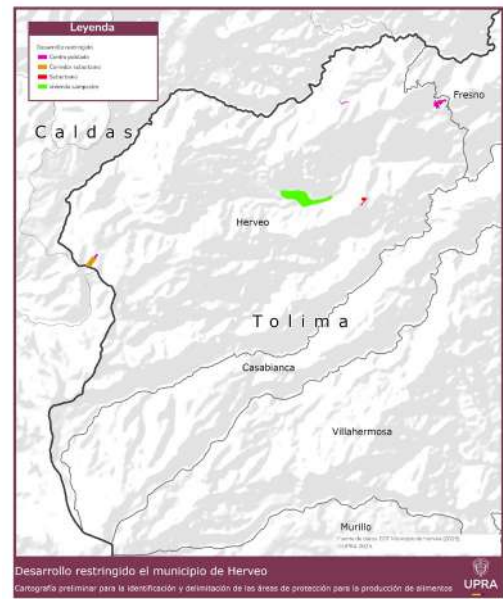 Leyenda
Desarrollo restringido
Centro poblado
Corredor suburbano
Suburbano
Vivienda campestre
Fresno
Caldas
Herveo
Tolima
Casabianca
Villahermosa
Murillo
Desarrollo restringido el municipio de Herveo
Cartografía preliminar para la identificación y delimitación de las áreas de protección para la producción de alimentos
UPRA